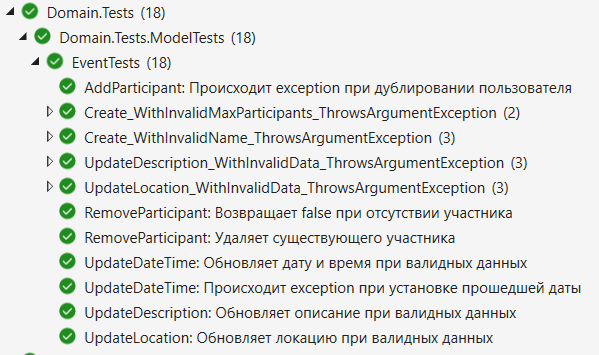 Domain.Tests (18)
Domain.Tests.ModelTests (18)
EventTests (18)
AddParticipant: Происходит exception при дублировании пользователя
Create_WithInvalidMaxParticipants_ThrowsArgumentException (2)
Create_WithInvalidName_ThrowsArgumentException (3)
UpdateDescription_WithInvalidData_ThrowsArgumentException (3)
UpdateLocation_WithInvalidData_ThrowsArgumentException (3)
RemoveParticipant: Возвращает false при отсутствии участника
RemoveParticipant: Удаляет существующего участника
UpdateDateTime: Обновляет дату и время при валидных данных
UpdateDateTime: Происходит exception при установке прошедшей даты
UpdateDescription: Обновляет описание при валидных данных
UpdateLocation: Обновляет локацию при валидных данных